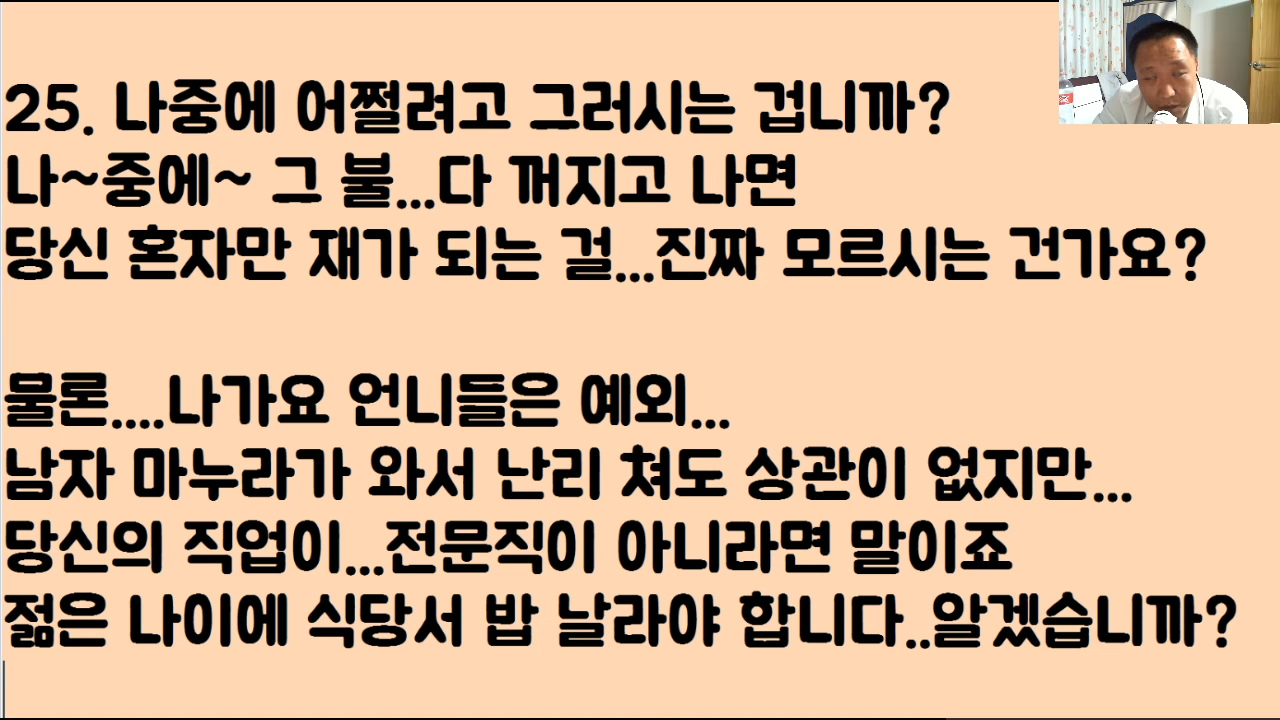 25. 나중에 어쩔려고 그러시는 겁니까?
나~중에~ 그 불...다 꺼지고 나면
당신 혼자만 재가 되는 걸...진짜 모르시는 건가요?
물론....나가요 언니들은 예외...
남자 마누라가 와서 난리 쳐도 상관이 없지만...
당신의 직업이...전문직이 아니라면 말이죠
젊은 나이에 식당서 밥 날라야 합니다..알겠습니까?